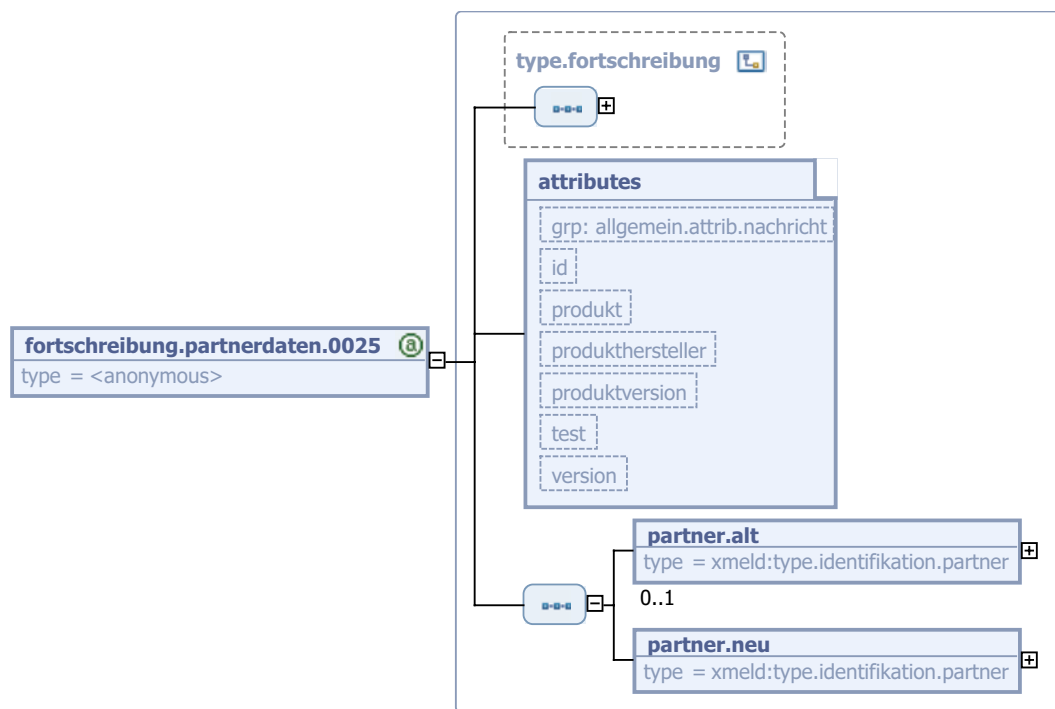 type.fortschreibung
attributes
grp: allgemein.attrib.nachricht
id
produkt
produkthersteller
produktversion
test
version
fortschreibung.partnerdaten.0025 @
type = <anonymous>
partner.alt
type = xmeld:type.identifikation.partner
0..1
partner.neu
type = xmeld:type.identifikation.partner